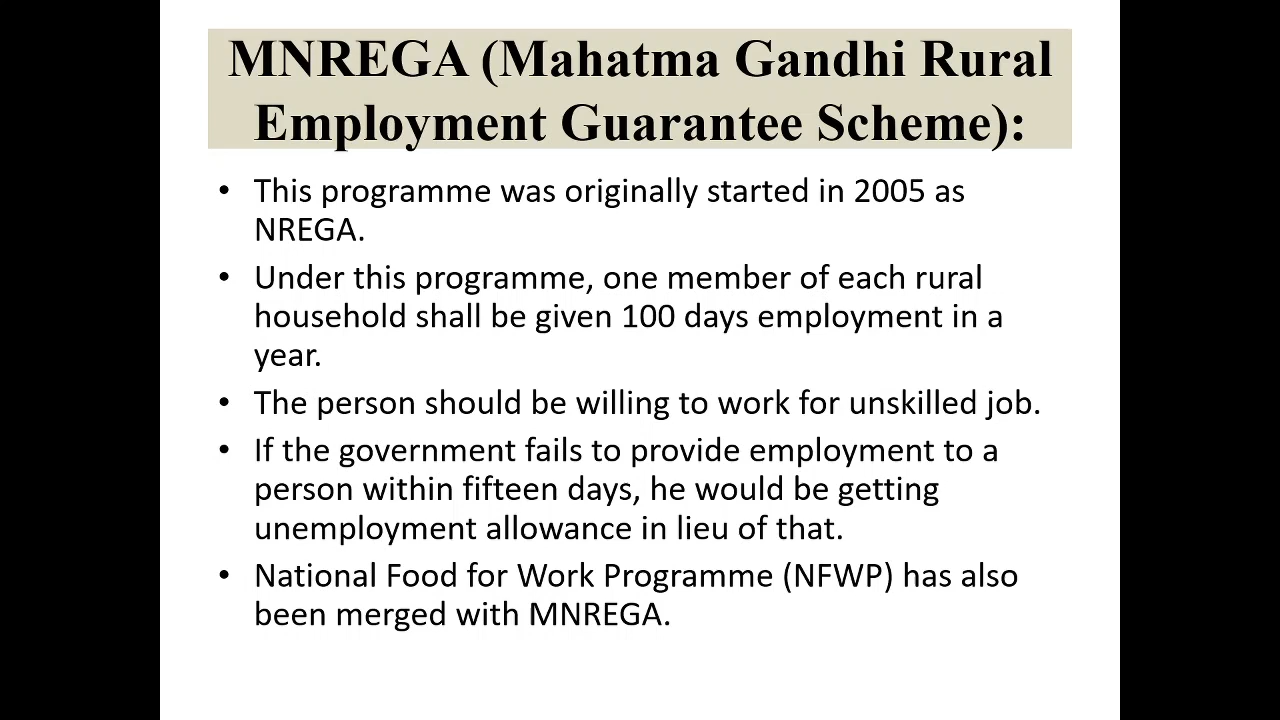 MNREGA (Mahatma Gandhi Rural
Employment Guarantee Scheme):
• This programme was originally started in 2005 as
NREGA.
• Under this programme, one member of each rural
household shall be given 100 days employment in a
year.
• The person should be willing to work for unskilled job.
• If the government fails to provide employment to a
person within fifteen days, he would be getting
unemployment allowance in lieu of that.
• National Food for Work Programme (NFWP) has also
been merged with MNREGA.